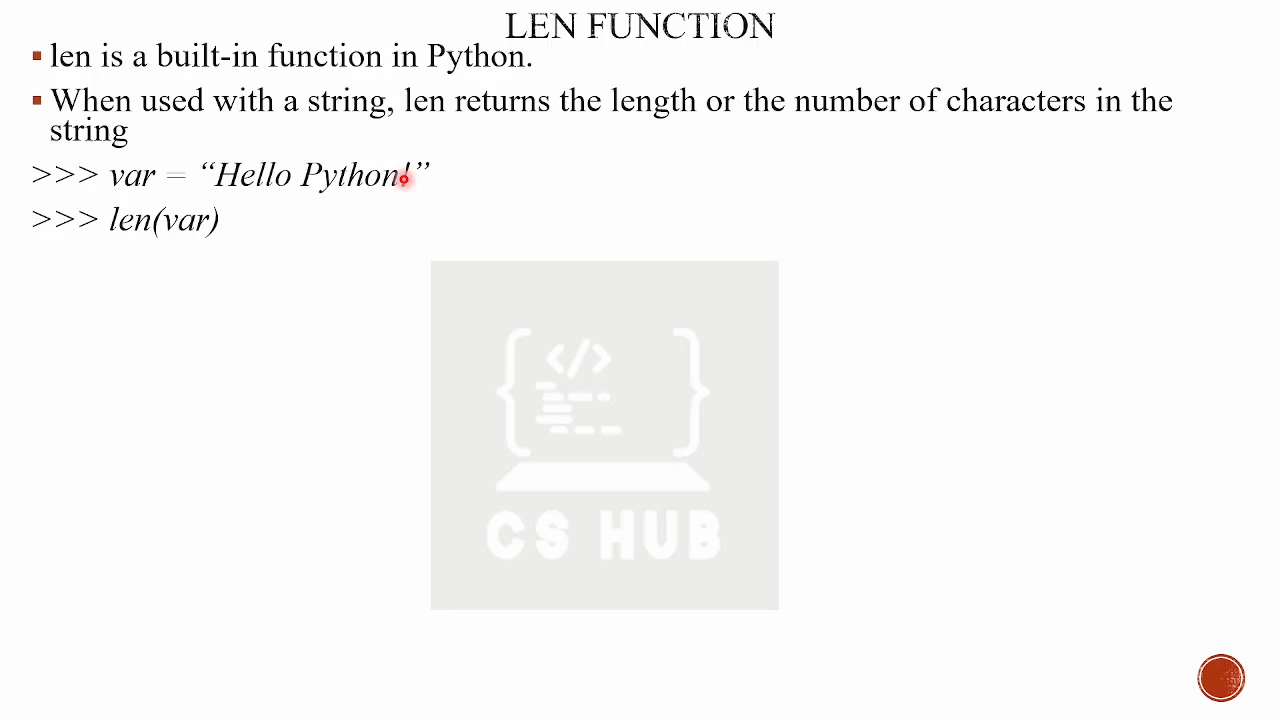 LEN FUNCTION
▪ len is a built-in function in Python.
▪ When used with a string, len returns the length or the number of characters in the
string
>>> var = “Hello Python!”
>>> len(var)
</>
CS HUB